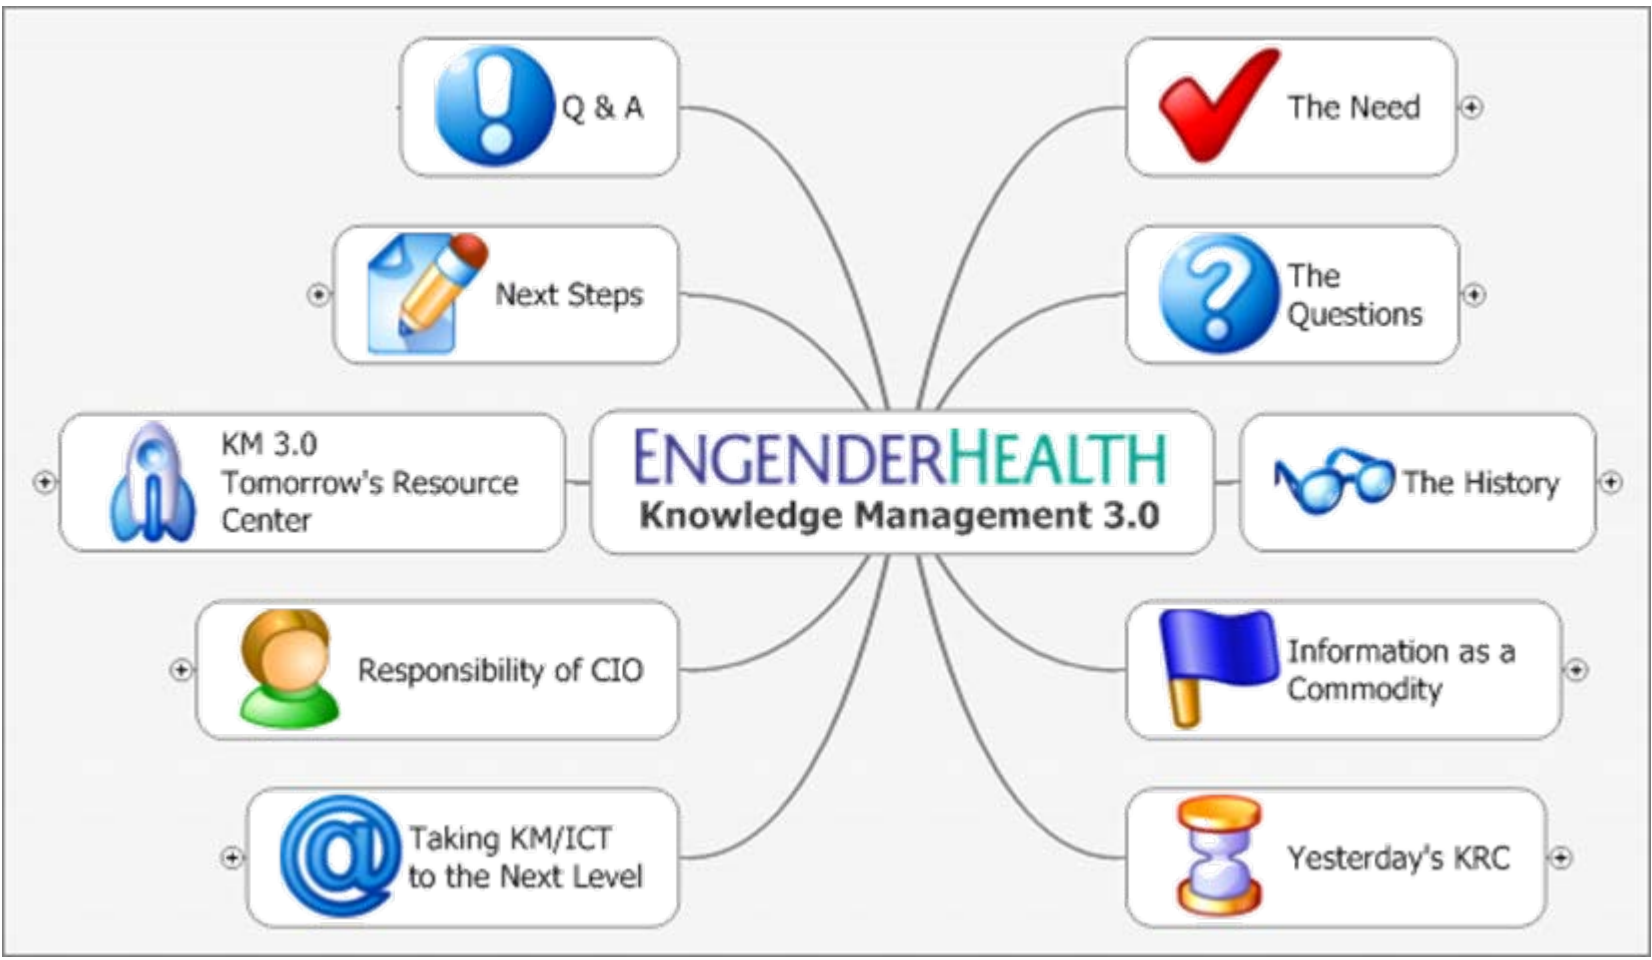 Q & A
The Need
Next Steps
The
Questions
KM 3.0
Tomorrow's Resource
Center
ENGENDERHEALTH
Knowledge Management 3.0
The History
Responsibility of CIO
Information as a
Commodity
Taking KM/ICT
to the Next Level
Yesterday's KRC